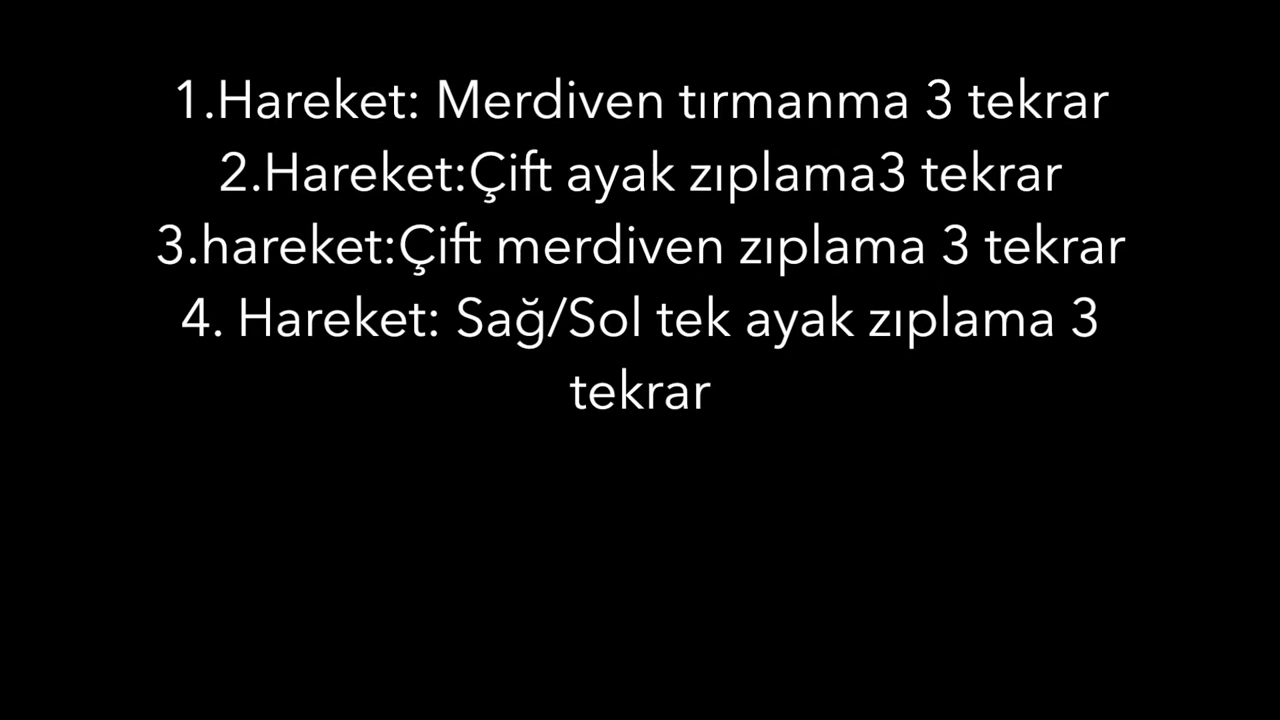 1.Hareket: Merdiven tırmanma 3 tekrar
2.Hareket:Çift ayak zıplama3 tekrar
3.hareket:Çift merdiven zıplama 3 tekrar
4. Hareket: Sağ/Sol tek ayak zıplama 3
tekrar